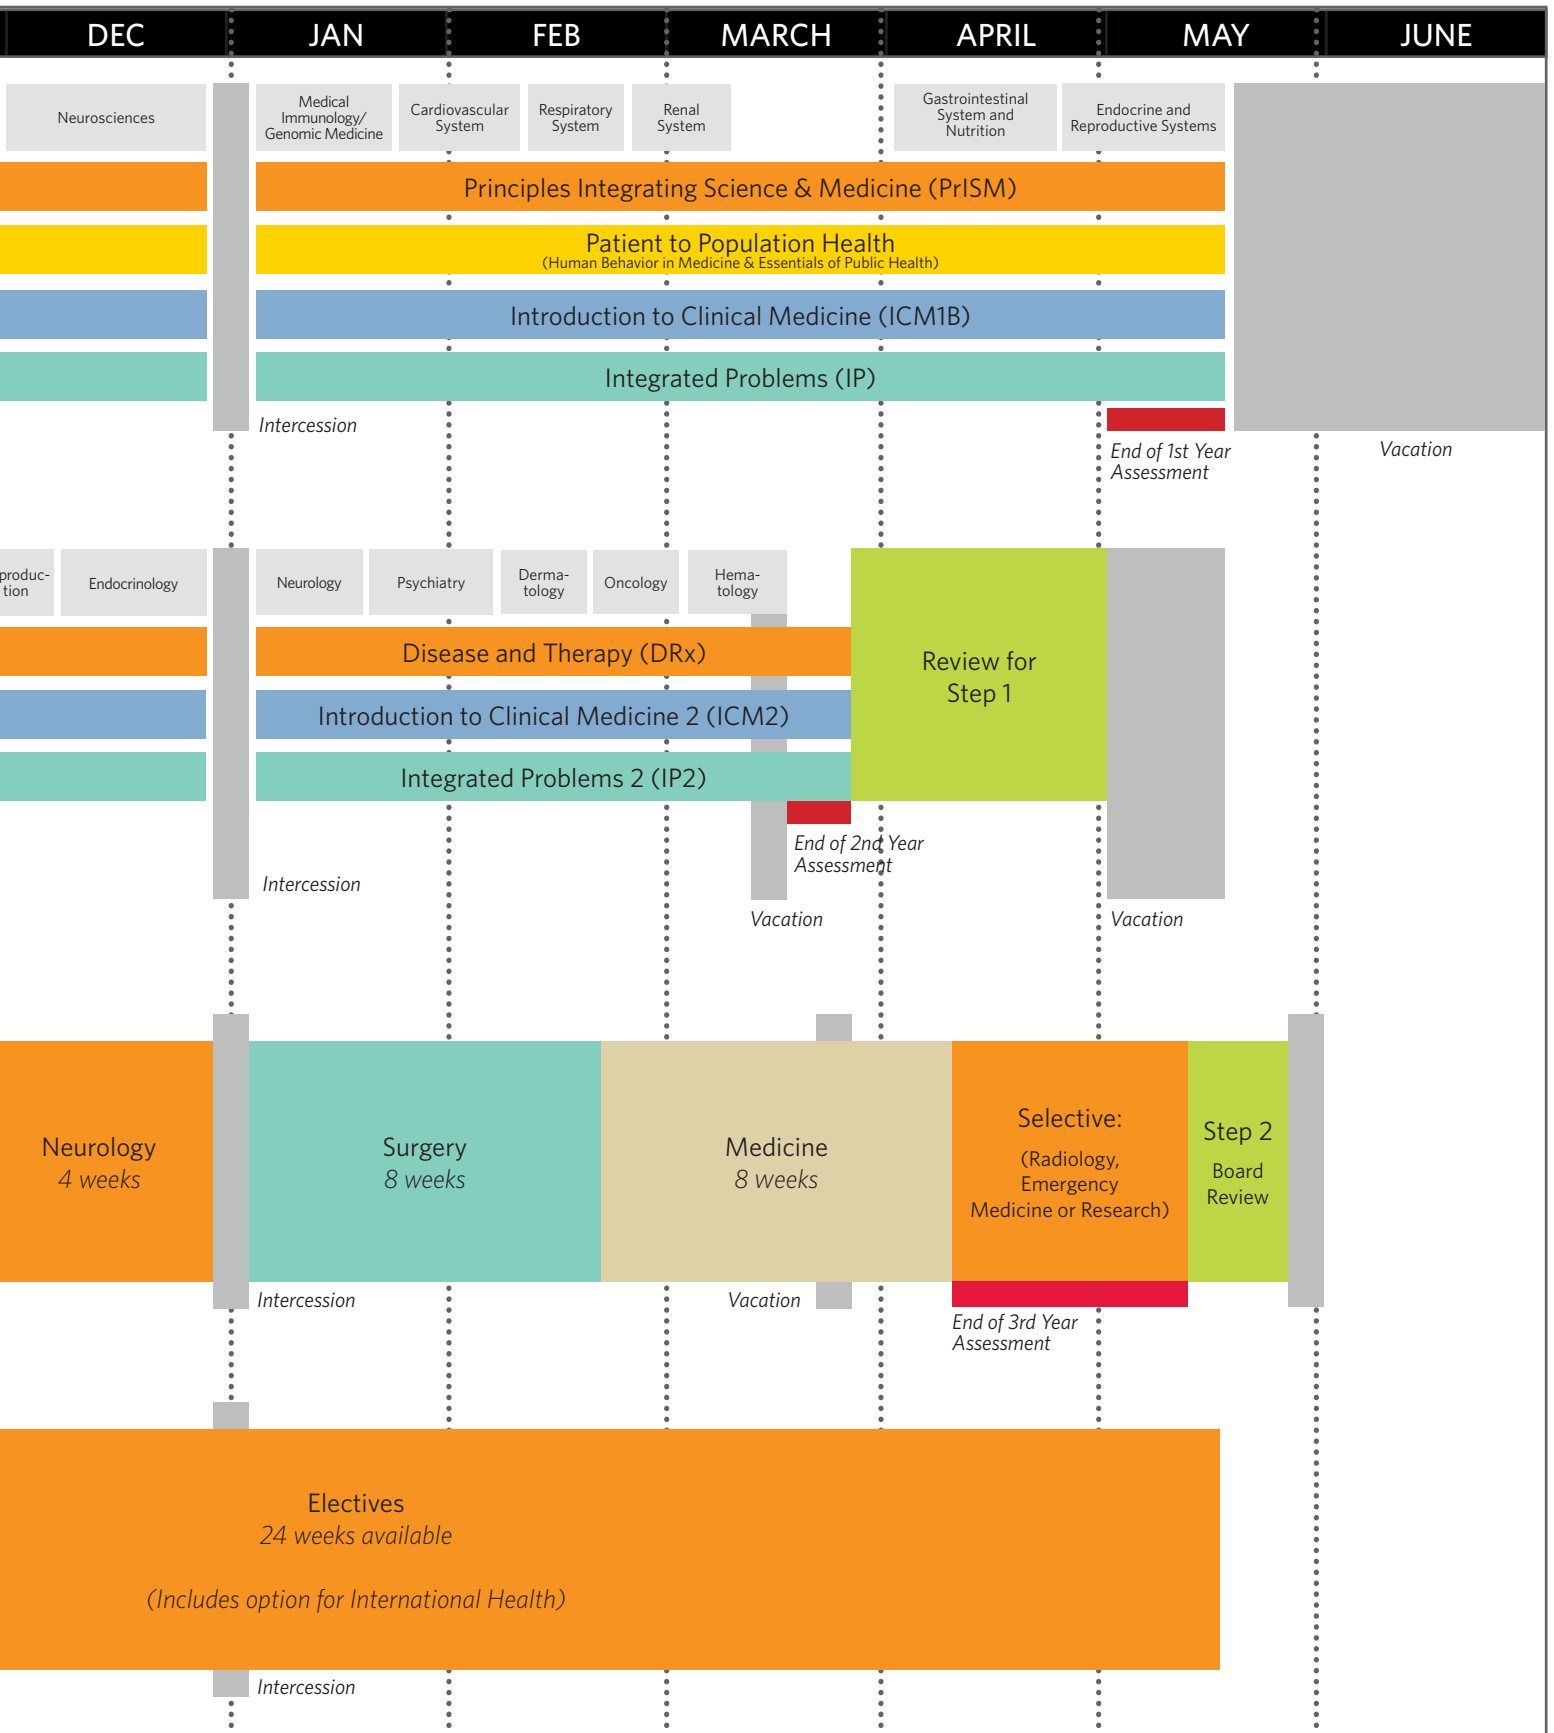 DEC JAN FEB MARCH APRIL MAY JUNE
Neurosciences
Medical
Immunology/
Genomic Medicine
Cardiovascular
System
Respiratory
System
Renal
System
Gastrointestinal
System and
Nutrition
Endocrine and
Reproductive Systems
Principles Integrating Science & Medicine (PrISM)
Patient to Population Health
(Human Behavior in Medicine & Essentials of Public Health)
Introduction to Clinical Medicine (ICM1B)
Integrated Problems (IP)
Intercession
End of 1st Year
Assessment
Vacation
produc-
tion
Endocrinology
Neurology
Psychiatry
Derma-
tology
Oncology
Hema-
tology
Disease and Therapy (DRx)
Introduction to Clinical Medicine 2 (ICM2)
Integrated Problems 2 (IP2)
Review for
Step 1
End of 2nd Year
Assessment
Intercession
Vacation
Vacation
Neurology
4 weeks
Surgery
8 weeks
Medicine
8 weeks
Selective:
(Radiology,
Emergency
Medicine or Research)
Step 2
Board
Review
Intercession
Vacation
End of 3rd Year
Assessment
Electives
24 weeks available
(Includes option for International Health)
Intercession